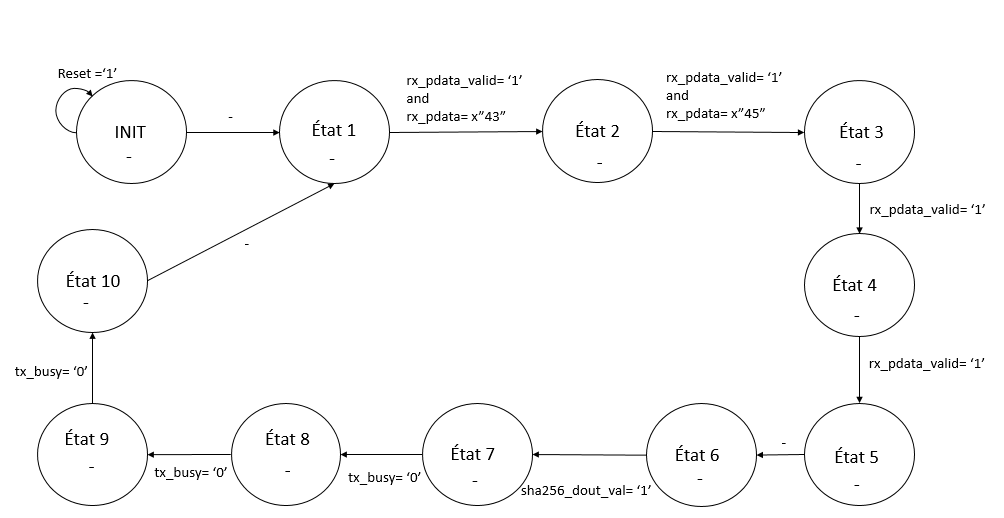 Reset =‘1’
INIT
-
-
État 1
-
rx_pdata_valid= ‘1’
and
rx_pdata= x”43”
État 2
-
rx_pdata_valid= ‘1’
and
rx_pdata= x”45”
État 3
-
rx_pdata_valid= ‘1’
État 4
-
rx_pdata_valid= ‘1’
État 5
-
-
État 6
-
sha256_dout_val= ‘1’
État 7
-
tx_busy= ‘0’
État 8
-
tx_busy= ‘0’
État 9
-
tx_busy= ‘0’
État 10
-
-